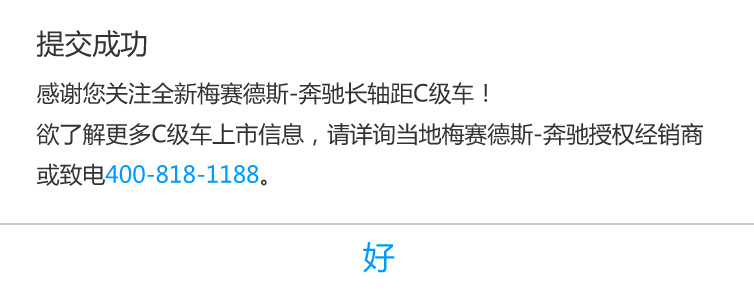 提交成功
感谢您关注全新梅赛德斯-奔驰长轴距C级车！
欲了解更多C级车上市信息，请详询当地梅赛德斯-奔驰授权经销商
或致电400-818-1188。
好